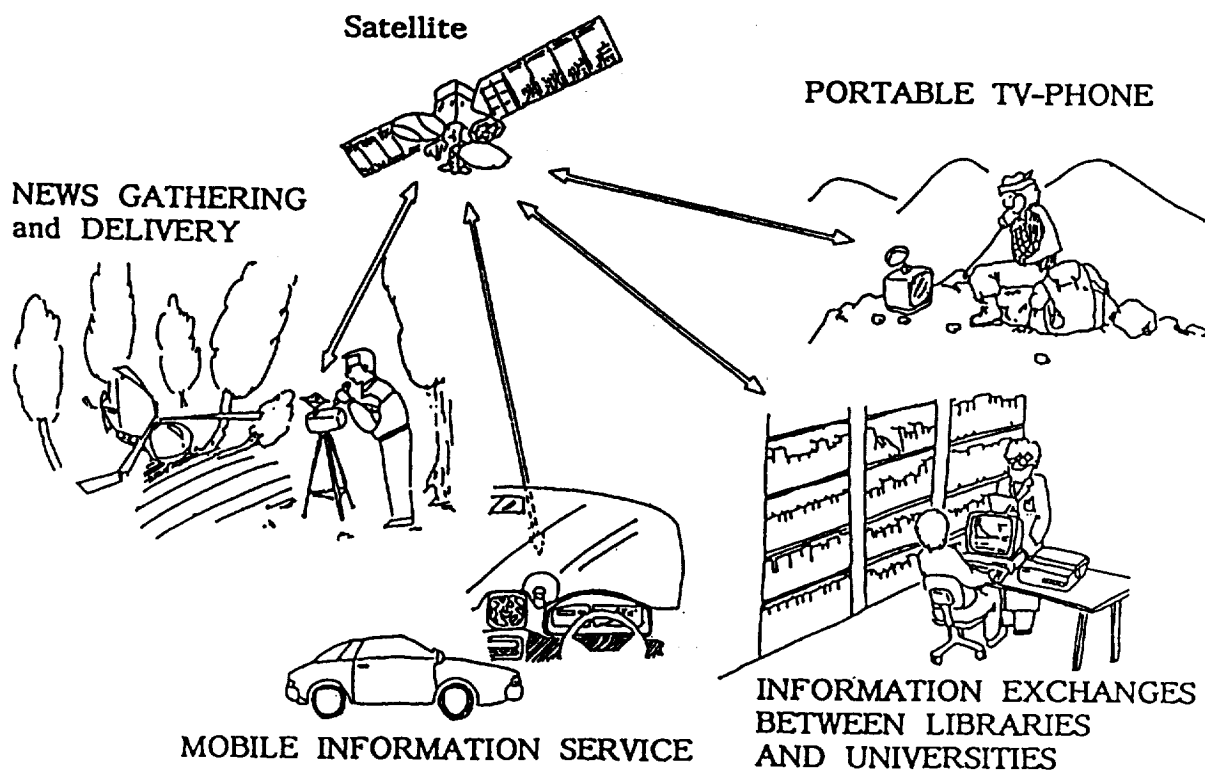 Satellite
PORTABLE TV-PHONE
NEWS GATHERING
and DELIVERY
MOBILE INFORMATION SERVICE
INFORMATION EXCHANGES
BETWEEN LIBRARIES
AND UNIVERSITIES